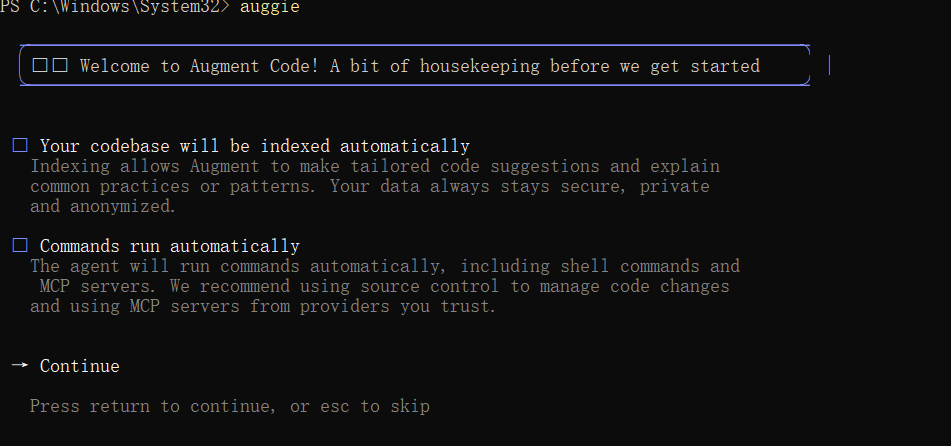 PS C:\Windows\System32> auggie
□□ Welcome to Augment Code! A bit of housekeeping before we get started
□ Your codebase will be indexed automatically
Indexing allows Augment to make tailored code suggestions and explain
common practices or patterns. Your data always stays secure, private
and anonymized.
□ Commands run automatically
The agent will run commands automatically, including shell commands and
MCP servers. We recommend using source control to manage code changes
and using MCP servers from providers you trust.
→ Continue
Press return to continue, or esc to skip